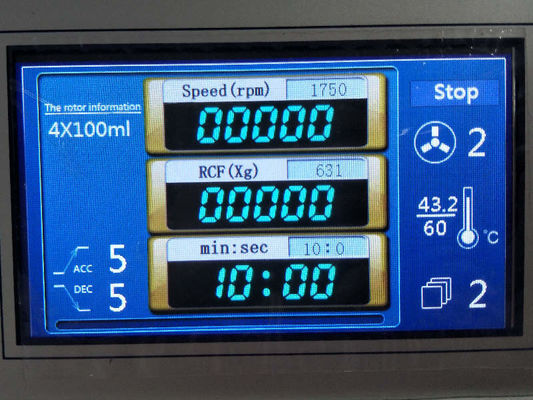 Speed(rpm) 1750
00000
The rotor information
4X100ml
RCF(Xg) 631
00000
min:sec 10:0
10:00
ACC 5
DEC 5
Stop
2
43.2
60 °C
2